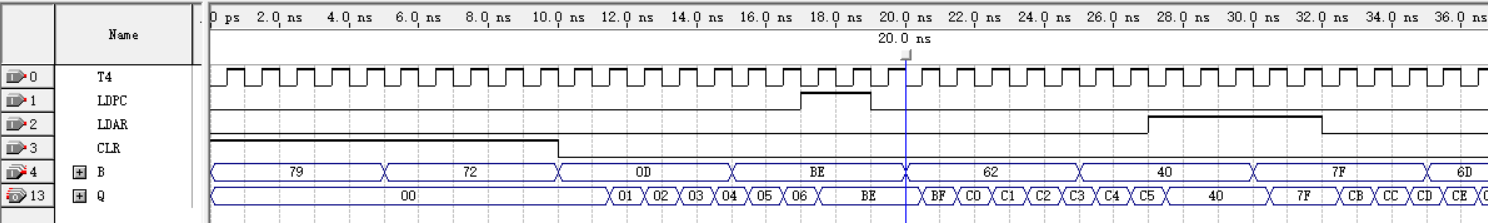 Name 0 ps 2.0 ns 4.0 ns 6.0 ns 8.0 ns 10.0 ns 12.0 ns 14.0 ns 16.0 ns 18.0 ns 20.0 ns 22.0 ns 24.0 ns 26.0 ns 28.0 ns 30.0 ns 32.0 ns 34.0 ns 36.0 ns
20.0 ns
0 T4
1 LDPC
2 LDAR
3 CLR
4 B 79 72 0D BE 62 40 7F 6D
13 Q 00 01 02 03 04 05 06 BE BF C0 C1 C2 C3 C4 C5 40 7F CB CC CD CE